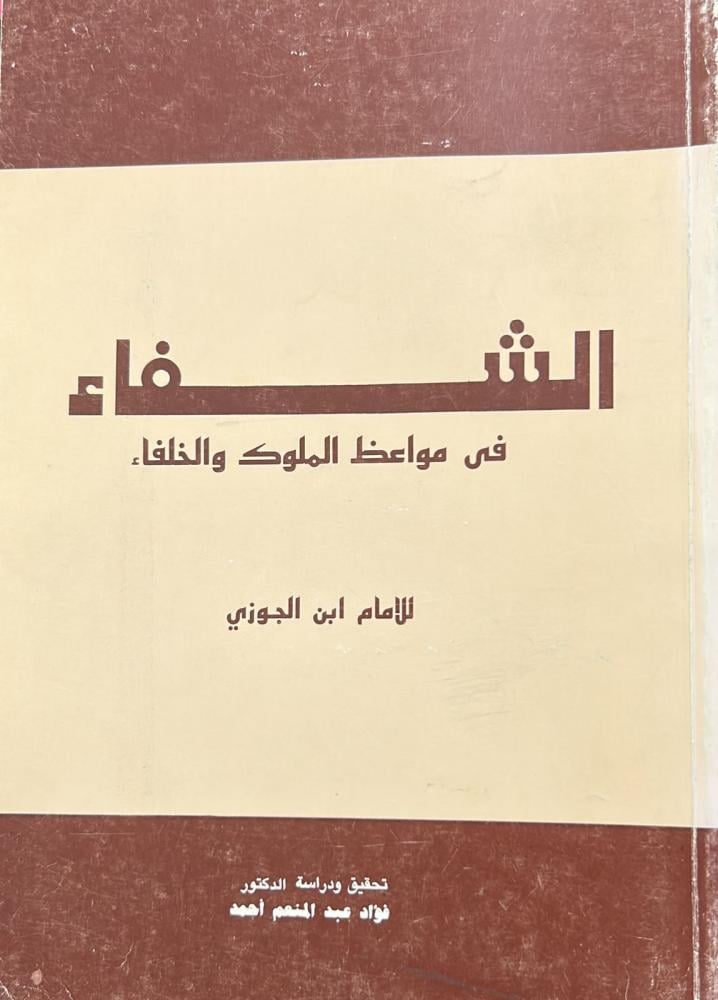 الشفاء
فى مواعظ الملوك والخلفاء
للإمام ابن الجوزي
تحقيق ودراسة الدكتور
فؤاد عبد المنعم أحمد